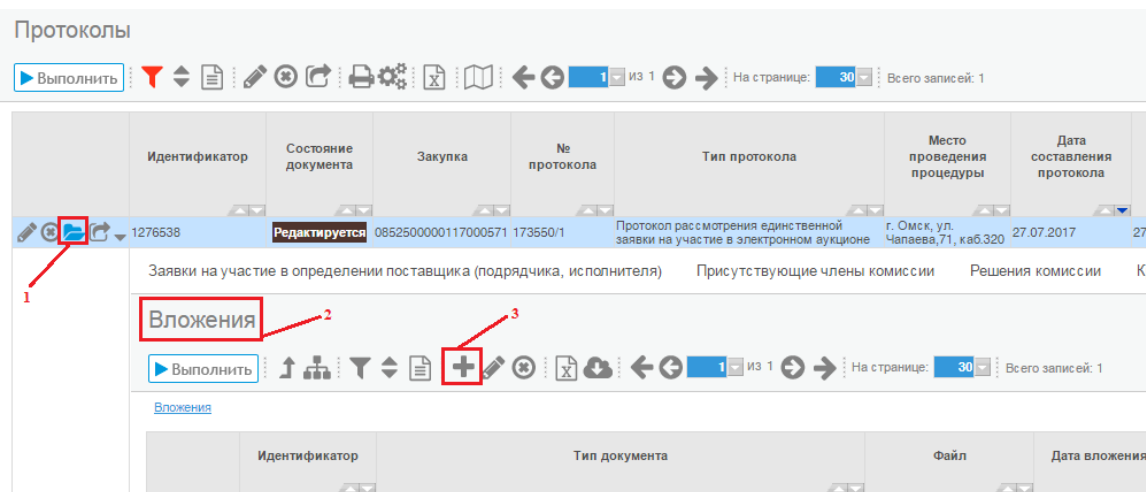 Протоколы
Выполнить 1 из 1 На странице: 30 Всего записей: 1
Идентификатор Состояние документа Закупка № протокола Тип протокола Место проведения процедуры Дата составления протокола
1276538 Редактируется 0852500000117000571 173550/1 Протокол рассмотрения единственной заявки на участие в электронном аукционе г. Омск, ул. Чапаева,71, каб.320 27.07.2017 27
Заявки на участие в определении поставщика (подрядчика, исполнителя) Присутствующие члены комиссии Решения комиссии К
1
Вложения 2 3
Выполнить 1 из 1 На странице: 30 Всего записей: 1
Вложения
Идентификатор Тип документа Файл Дата вложения